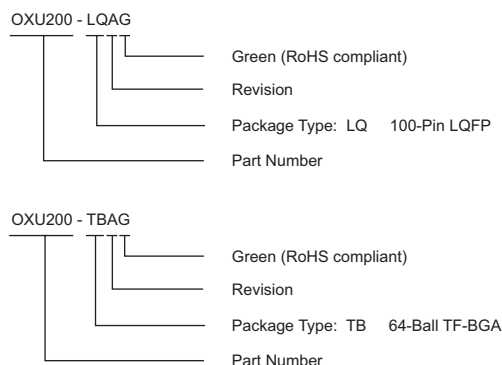 OXU200 - LQAG
Green (RoHS compliant)
Revision
Package Type: LQ 100-Pin LQFP
Part Number
OXU200 - TBAG
Green (RoHS compliant)
Revision
Package Type: TB 64-Ball TF-BGA
Part Number